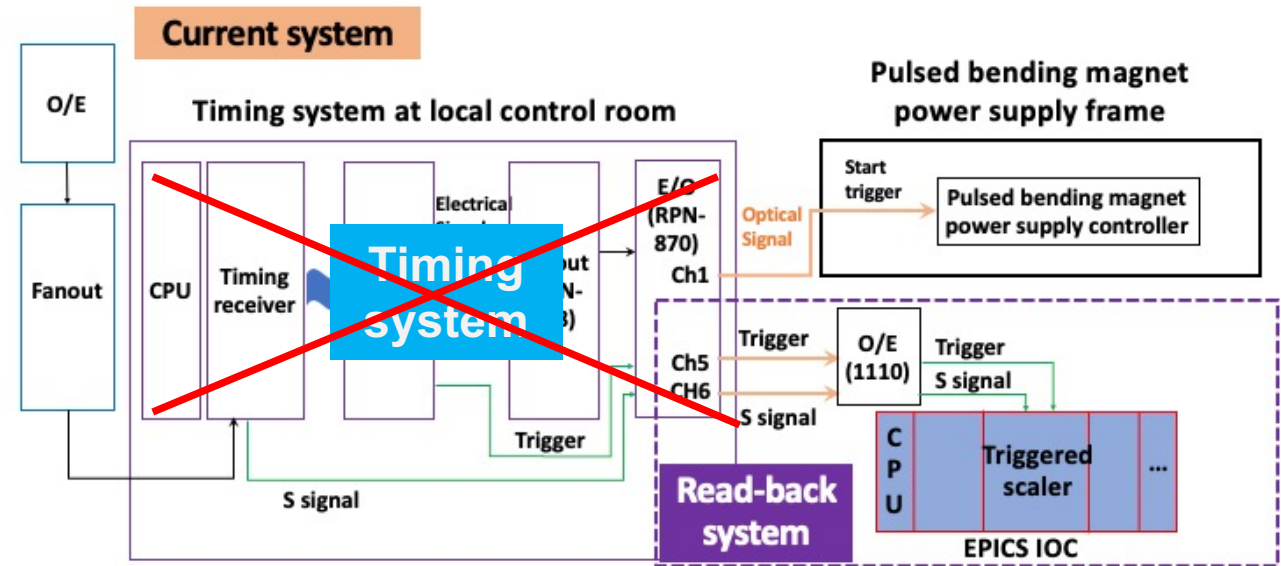 Current system
O/E
Fanout
Timing system at local control room
CPU
Timing
receiver
Electrical
Timing
system
E/O
(RPN-
870)
Ch1
Ch5
CH6
Trigger
S signal
Optical
Signal
Pulsed bending magnet
power supply frame
Start
trigger
Pulsed bending magnet
power supply controller
Trigger
S signal
O/E
(1110)
Trigger
S signal
C
P
U
Triggered
scaler
...
EPICS IOC
Read-back
system